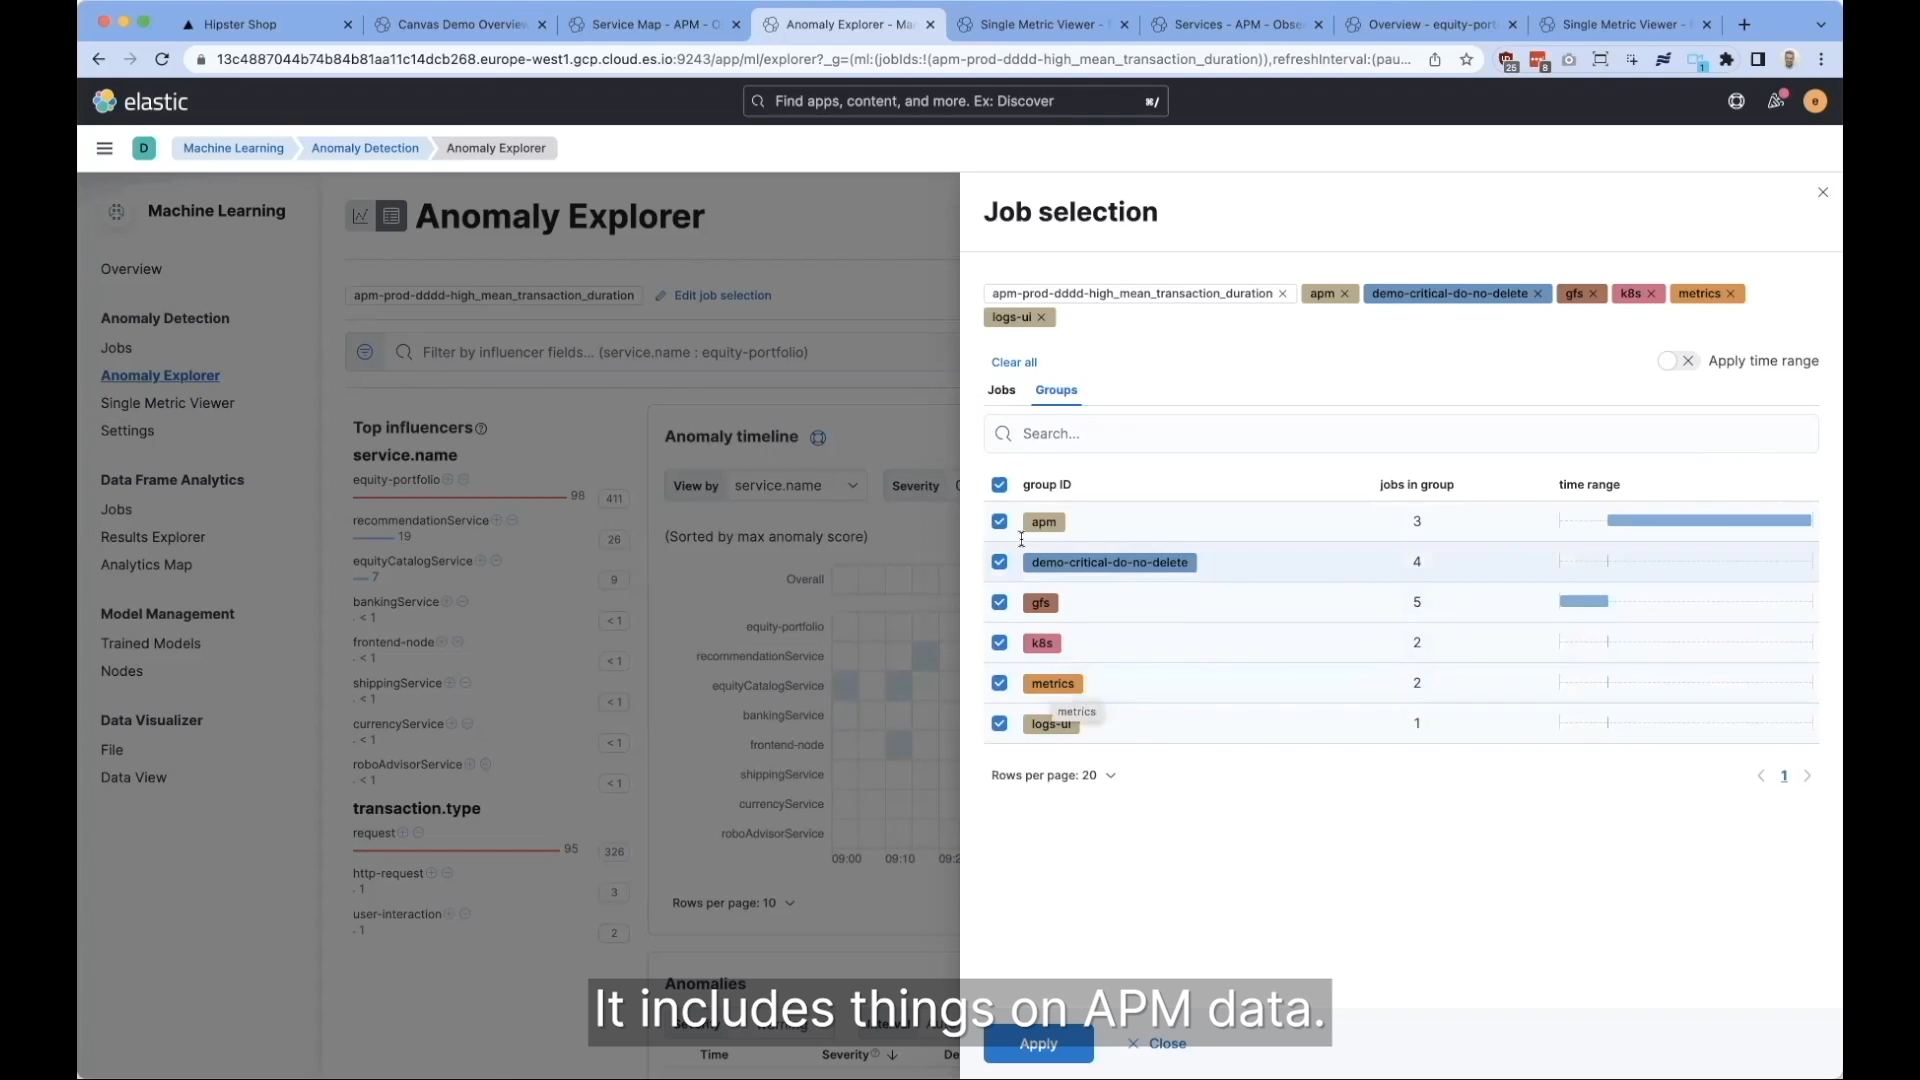 Hipster Shop
Canvas Demo Overview
Service Map - APM - O
Anomaly Explorer - Ma
Single Metric Viewer -
Services - APM - Obse
Overview - equity-port
Single Metric Viewer -
13c4887044b74b84b81aa11c14dcb268.europe-west1.gcp.cloud.es.io:9243/app/ml/explorer?_g=(ml:(jobIds:!(apm-prod-dddd-high_mean_transaction_duration)),refreshInterval:(pau...
25
8
1
elastic
Find apps, content, and more. Ex: Discover
⌘/
e
D
Machine Learning
Anomaly Detection
Anomaly Explorer
Machine Learning
Overview
Anomaly Detection
Jobs
Anomaly Explorer
Single Metric Viewer
Settings
Data Frame Analytics
Jobs
Results Explorer
Analytics Map
Model Management
Trained Models
Nodes
Data Visualizer
File
Data View
Anomaly Explorer
apm-prod-dddd-high_mean_transaction_duration
Edit job selection
Filter by influencer fields... (service.name : equity-portfolio)
Top influencers
service.name
equity-portfolio
98
411
recommendationService
19
26
equityCatalogService
7
9
bankingService
< 1
< 1
frontend-node
< 1
< 1
shippingService
< 1
< 1
currencyService
< 1
< 1
roboAdvisorService
< 1
< 1
transaction.type
request
95
326
http-request
1
3
user-interaction
1
2
Anomaly timeline
View by
service.name
Severity
(Sorted by max anomaly score)
Overall
equity-portfolio
recommendationService
equityCatalogService
bankingService
frontend-node
shippingService
currencyService
roboAdvisorService
09:00
09:10
09:2
Rows per page: 10
Anomalies
Time
Severity
De
Job selection
apm-prod-dddd-high_mean_transaction_duration
apm
demo-critical-do-no-delete
gfs
k8s
metrics
logs-ui
Clear all
Apply time range
Jobs
Groups
Search...
group ID
jobs in group
time range
apm
3
demo-critical-do-no-delete
4
gfs
5
k8s
2
metrics
2
metrics
logs-ui
1
Rows per page: 20
1
It includes things on APM data.
Apply
Close